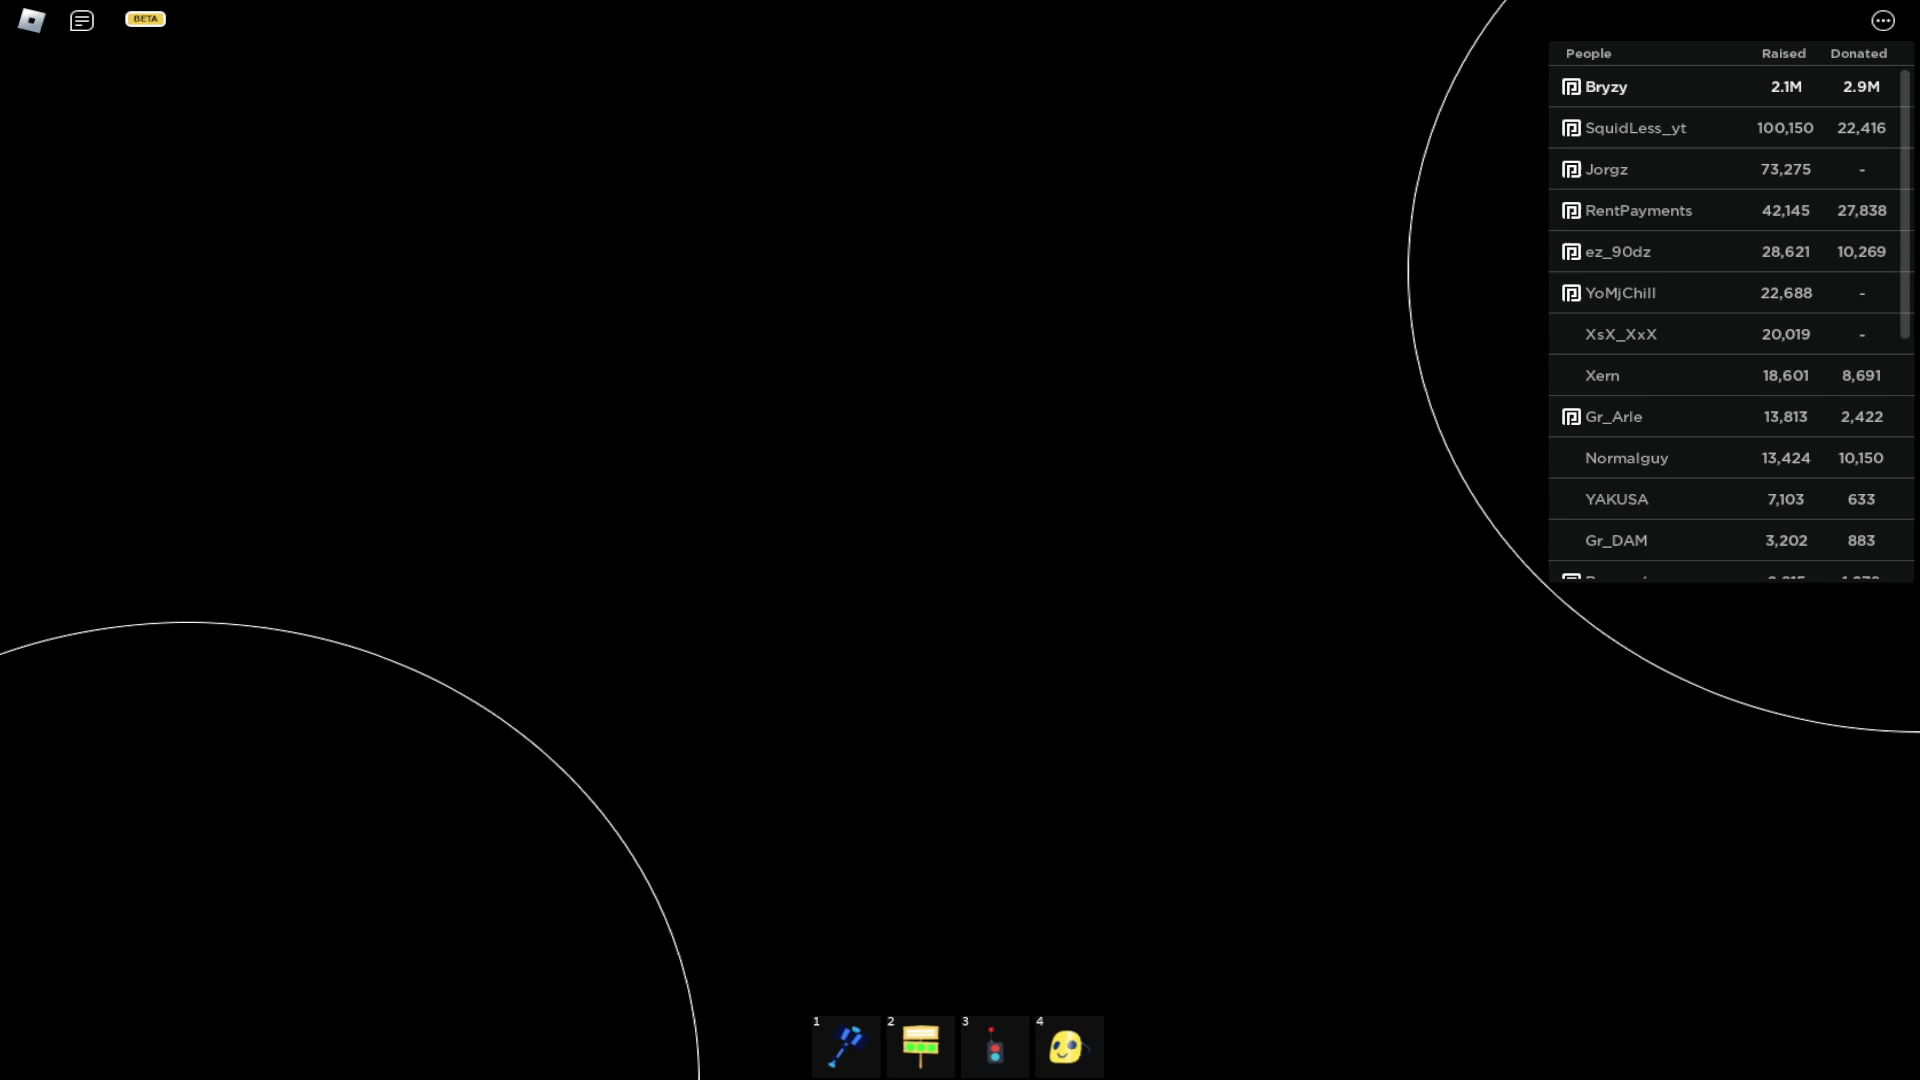 BETA
People Raised Donated
Bryzy 2.1M 2.9M
SquidLess_yt 100,150 22,416
Jorgz 73,275 -
RentPayments 42,145 27,838
ez_90dz 28,621 10,269
YoMjChill 22,688 -
XsX_XxX 20,019 -
Xern 18,601 8,691
Gr_Arle 13,813 2,422
Normalguy 13,424 10,150
YAKUSA 7,103 633
Gr_DAM 3,202 883
1 2 3 4